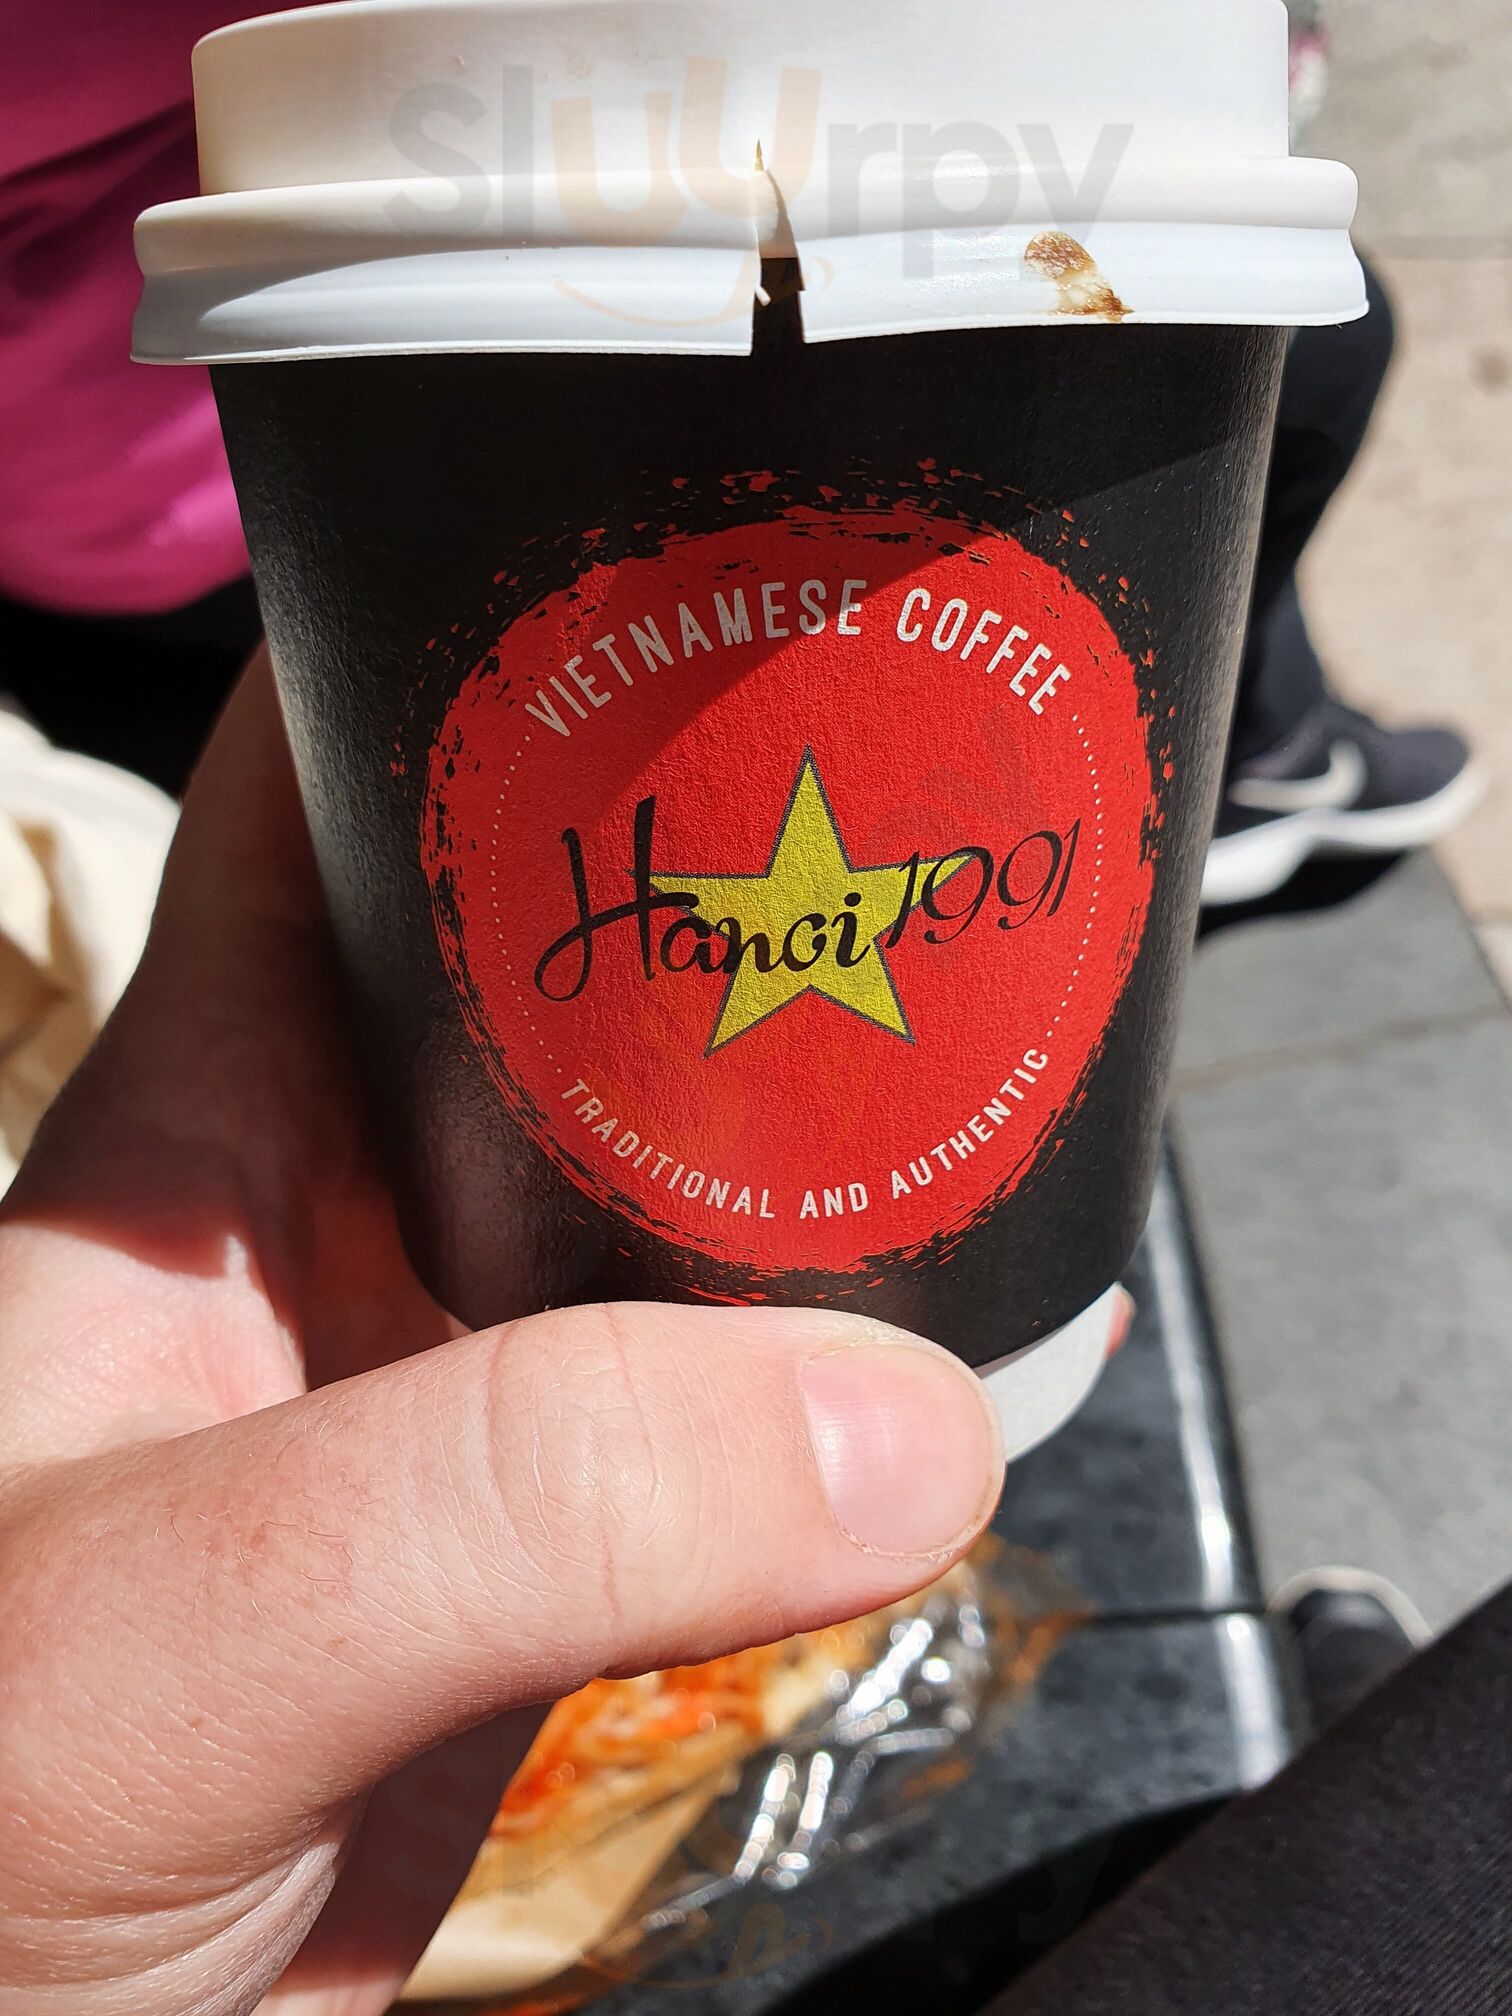 sluurpy
VIETNAMESE COFFEE
Hanoi 1991
TRADITIONAL AND AUTHENTIC